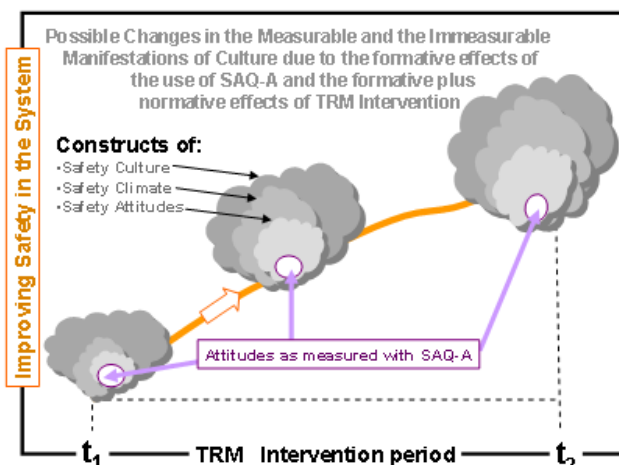 Possible Changes in the Measurable and the Immeasurable
Manifestations of Culture due to the formative effects of
the use of SAQ-A and the formative plus
normative effects of TRM Intervention
Improving Safety in the System
Constructs of:
•Safety Culture
•Safety Climate
•Safety Attitudes
Attitudes as measured with SAQ-A
t1 TRM Intervention period t2